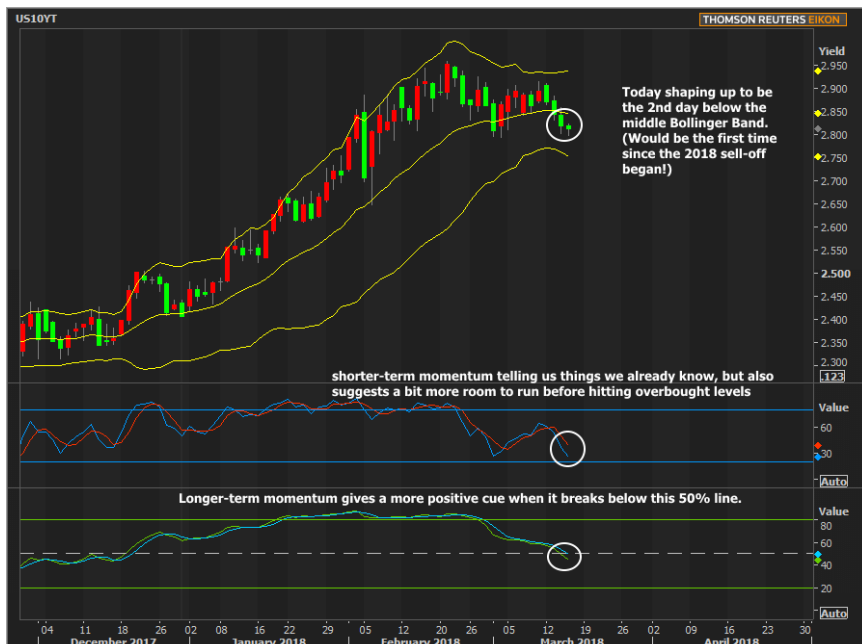 US10YT
THOMSON REUTERS EIKON
Yield
2.950
2.900
2.850
2.800
2.750
2.700
2.650
2.600
2.550
2.500
2.450
2.400
2.350
2.300
.123
Today shaping up to be
the 2nd day below the
middle Bollinger Band.
(Would be the first time
since the 2018 sell-off
began!)
shorter-term momentum telling us things we already know, but also
suggests a bit more room to run before hitting overbought levels
Value
60
30
Auto
Longer-term momentum gives a more positive cue when it breaks below this 50% line.
Value
80
60
40
20
Auto
04 11 18 26 02 08 16 22 29 05 12 20 26 05 12 19 26 02 09 16 23 30
December 2017 January 2018 February 2018 March 2018 April 2018